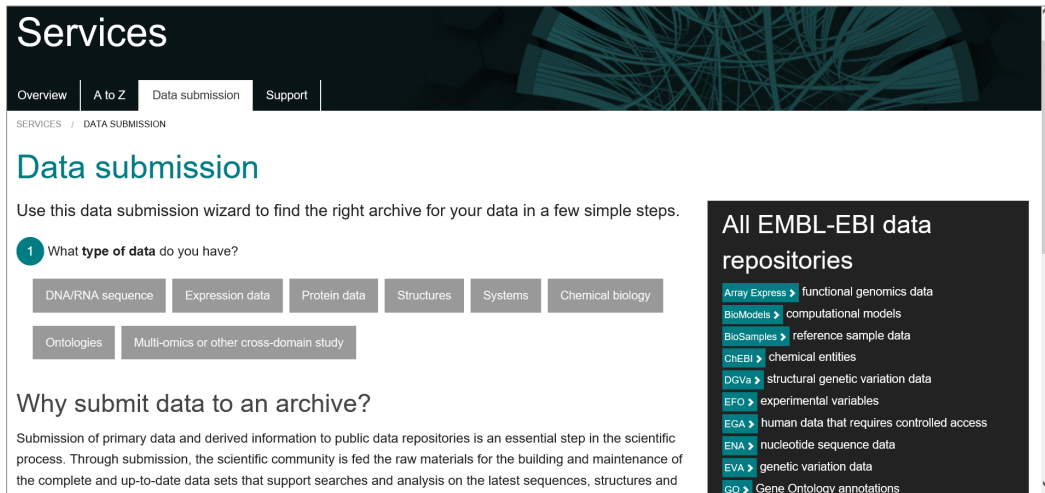 Services
Overview A to Z Data submission Support
SERVICES / DATA SUBMISSION
Data submission
Use this data submission wizard to find the right archive for your data in a few simple steps.
1 What type of data do you have?
DNA/RNA sequence Expression data Protein data Structures Systems Chemical biology
Ontologies Multi-omics or other cross-domain study
Why submit data to an archive?
Submission of primary data and derived information to public data repositories is an essential step in the scientific
process. Through submission, the scientific community is fed the raw materials for the building and maintenance of
the complete and up-to-date data sets that support searches and analysis on the latest sequences, structures and
All EMBL-EBI data
repositories
Array Express > functional genomics data
BioModels > computational models
BioSamples > reference sample data
ChEBI > chemical entities
DGVa > structural genetic variation data
EFO > experimental variables
EGA > human data that requires controlled access
ENA > nucleotide sequence data
EVA > genetic variation data
GO > Gene Ontology annotations